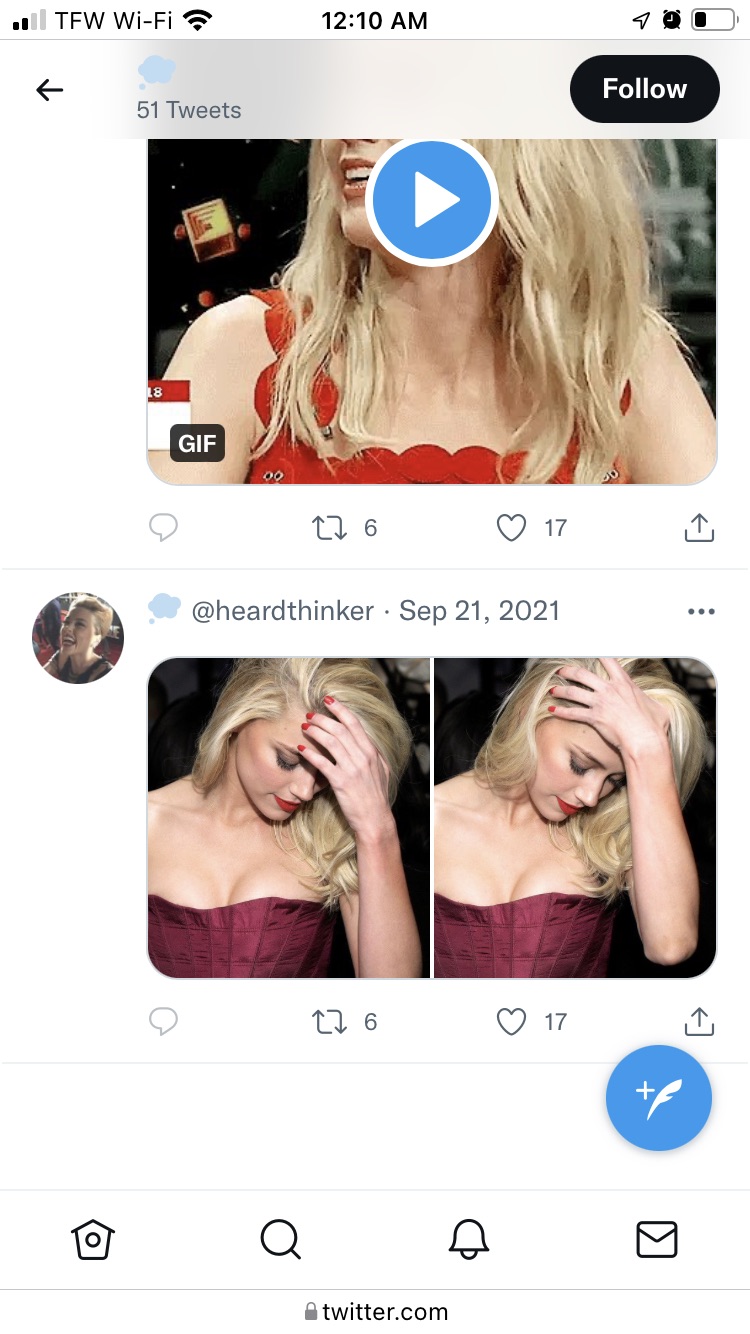 TFW Wi-Fi 12:10 AM
51 Tweets
Follow
18
GIF
6 17
@heardthinker · Sep 21, 2021
6 17
twitter.com